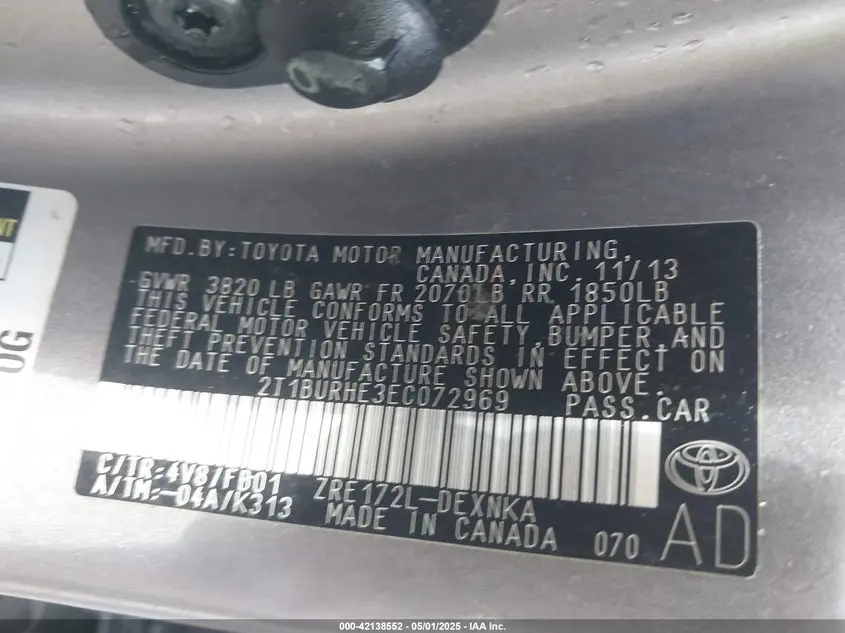 NT
OG
MFD.BY:TOYOTA MOTOR MANUFACTURING,
CANADA,INC. 11/13
GVWR 3820 LB GAWR FR 2070LB RR 1850LB
THIS VEHICLE CONFORMS TO ALL APPLICABLE
FEDERAL MOTOR VEHICLE SAFETY,BUMPER,AND
THEFT PREVENTION STANDARDS IN EFFECT ON
THE DATE OF MANUFACTURE SHOWN ABOVE.
2T1BURHE3EC072969 PASS.CAR
C/TR:4V8/FB01 ZRE172L-DEXNKA
A/TM:-04A/K313 MADE IN CANADA 070 AD
000-42138552 - 05/01/2025 - IAA Inc.